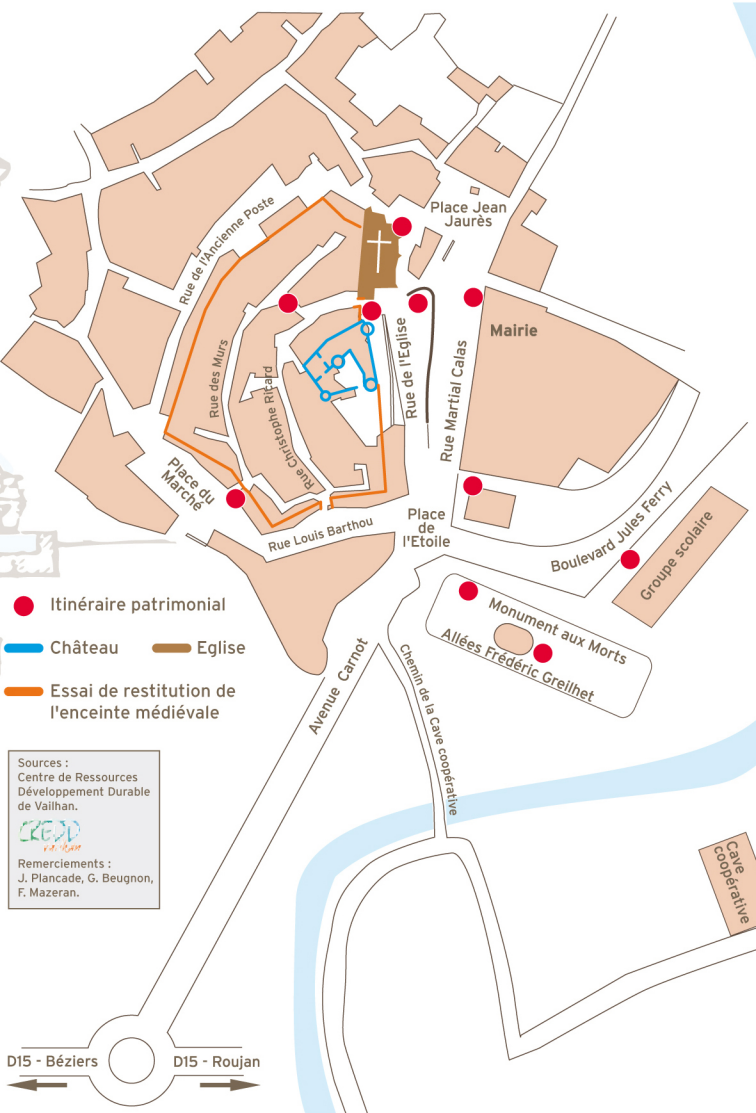 Place Jean
Jaurès
Rue de l'Ancienne Poste
Mairie
Rue de l'Eglise
Rue Martial Calas
Rue des Murs
Rue Christophe Ricard
Place du
Marché
Rue Louis Barthou
Place
de
l'Etoile
Boulevard Jules Ferry
Groupe scolaire
Monument aux Morts
Allées Frédéric Greilhet
Itinéraire patrimonial
Château
Eglise
Essai de restitution de
l'enceinte médiévale
Avenue Carnot
Chemin de la Cave coopérative
Sources :
Centre de Ressources
Développement Durable
de Vailhan.
CREDD
Remerciements :
J. Plancade, G. Beugnon,
F. Mazeran.
Cave
coopérative
D15 - Béziers
D15 - Roujan